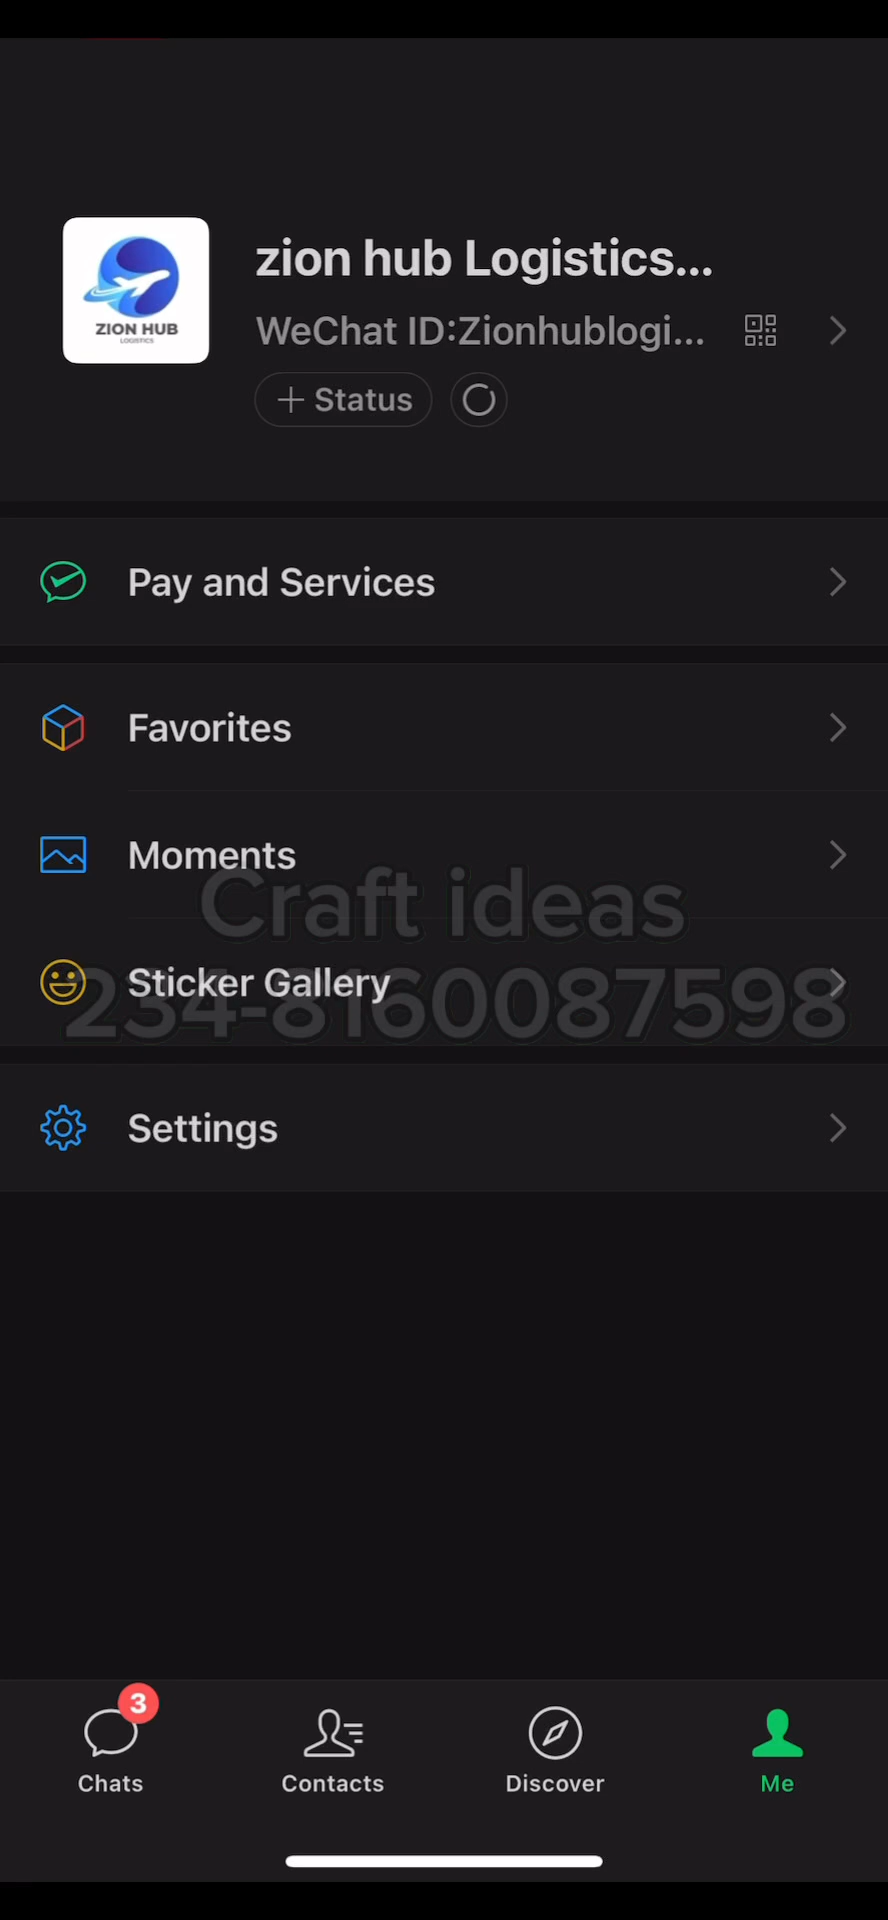 ZION HUB
LOGISTICS
zion hub Logistics...
WeChat ID:Zionhublogi...
+ Status
Pay and Services
Favorites
Moments
Craft ideas
Sticker Gallery
234-8160087598
Settings
3
Chats
Contacts
Discover
Me